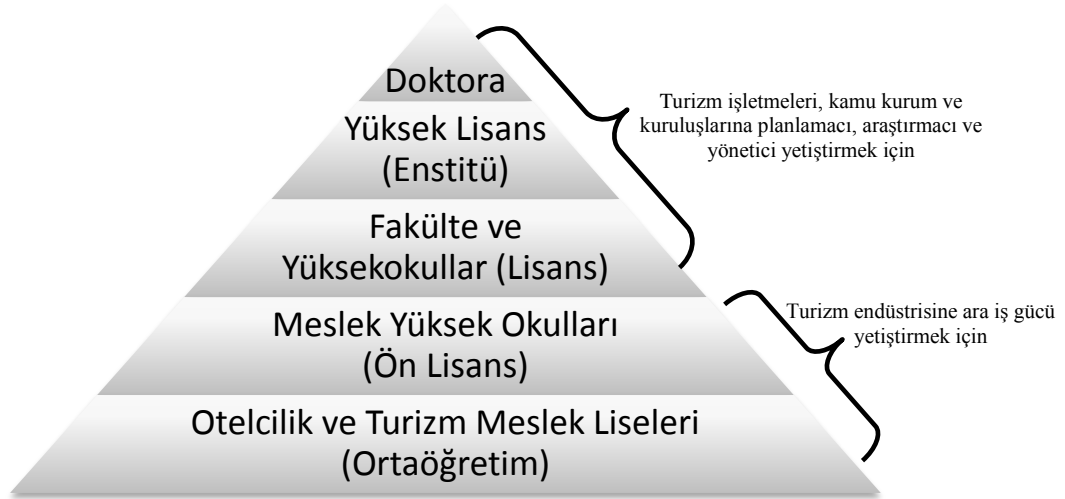 Doktora
Yüksek Lisans
(Enstitü)
Fakülte ve
Yüksekokullar (Lisans)
Meslek Yüksek Okulları
(Ön Lisans)
Otelcilik ve Turizm Meslek Liseleri
(Ortaöğretim)
Turizm işletmeleri, kamu kurum ve
kuruluşlarına planlamacı, araştırmacı ve
yönetici yetiştirmek için
Turizm endüstrisine ara iş gücü
yetiştirmek için